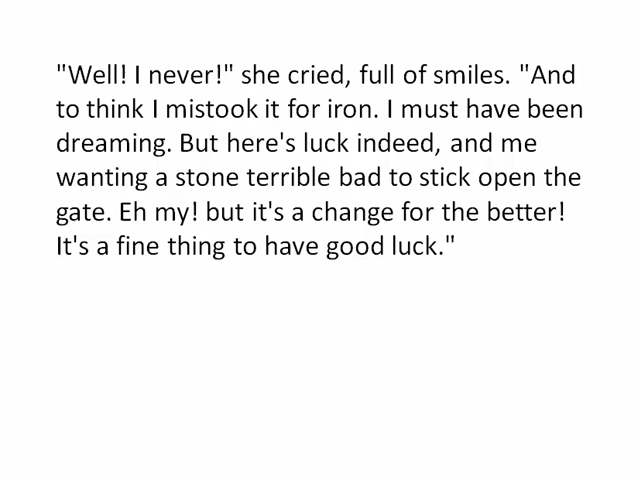 "Well! I never!" she cried, full of smiles. "And
to think I mistook it for iron. I must have been
dreaming. But here's luck indeed, and me
wanting a stone terrible bad to stick open the
gate. Eh my! but it's a change for the better!
It's a fine thing to have good luck."